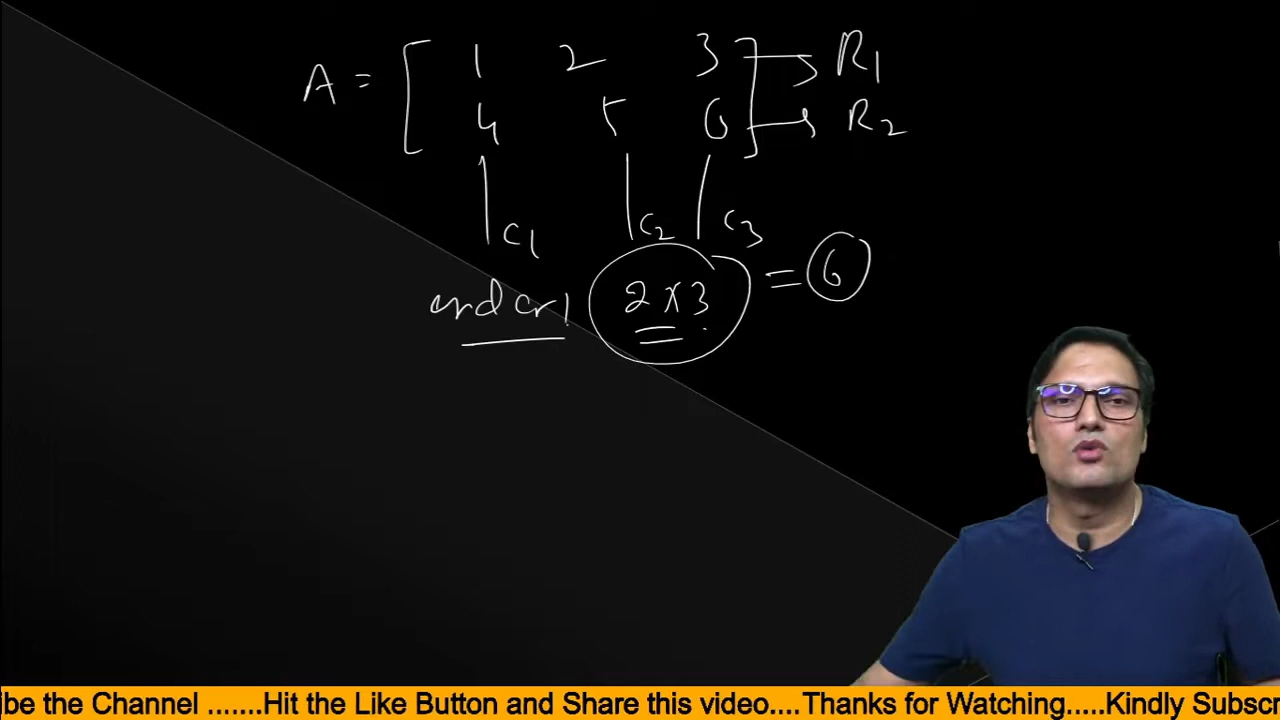 A = [ 1 2 3 ] → R1
4 5 6 → R2
C1 C2 C3
order 2 x 3 = 6
be the Channel .......Hit the Like Button and Share this video....Thanks for Watching.....Kindly Subscr